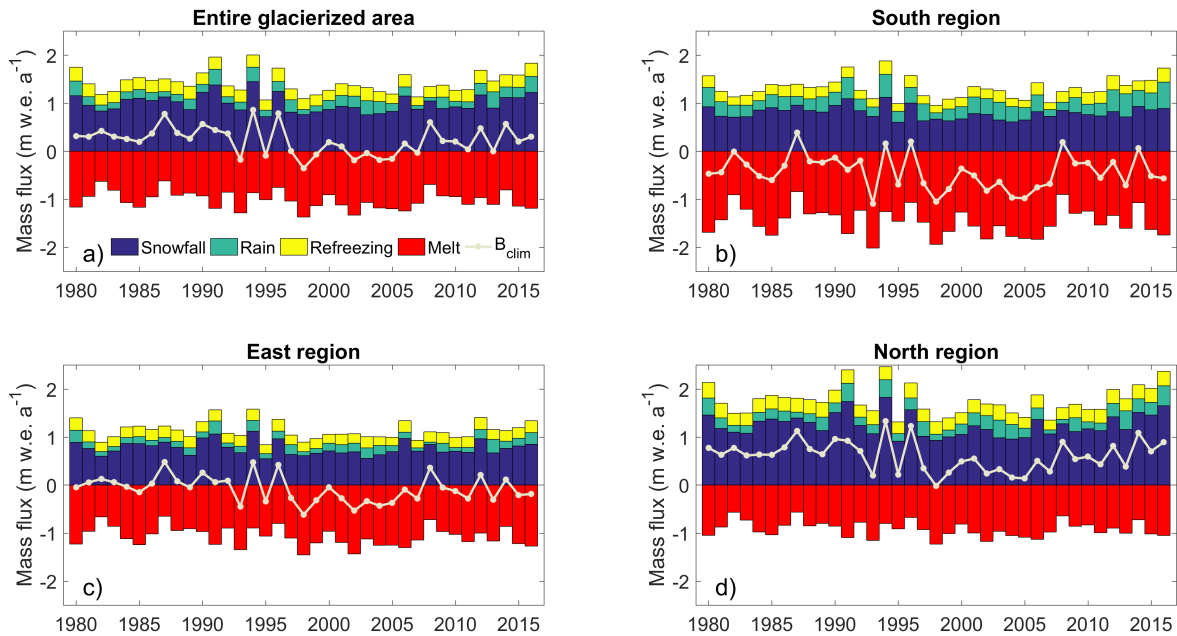 Entire glacierized area
Mass flux (m w.e. a⁻¹)
2
1
0
-1
-2
a)
Snowfall Rain Refreezing Melt B_clim
1980 1985 1990 1995 2000 2005 2010 2015
South region
Mass flux (m w.e. a⁻¹)
2
1
0
-1
-2
b)
1980 1985 1990 1995 2000 2005 2010 2015
East region
Mass flux (m w.e. a⁻¹)
2
1
0
-1
-2
c)
1980 1985 1990 1995 2000 2005 2010 2015
North region
Mass flux (m w.e. a⁻¹)
2
1
0
-1
-2
d)
1980 1985 1990 1995 2000 2005 2010 2015